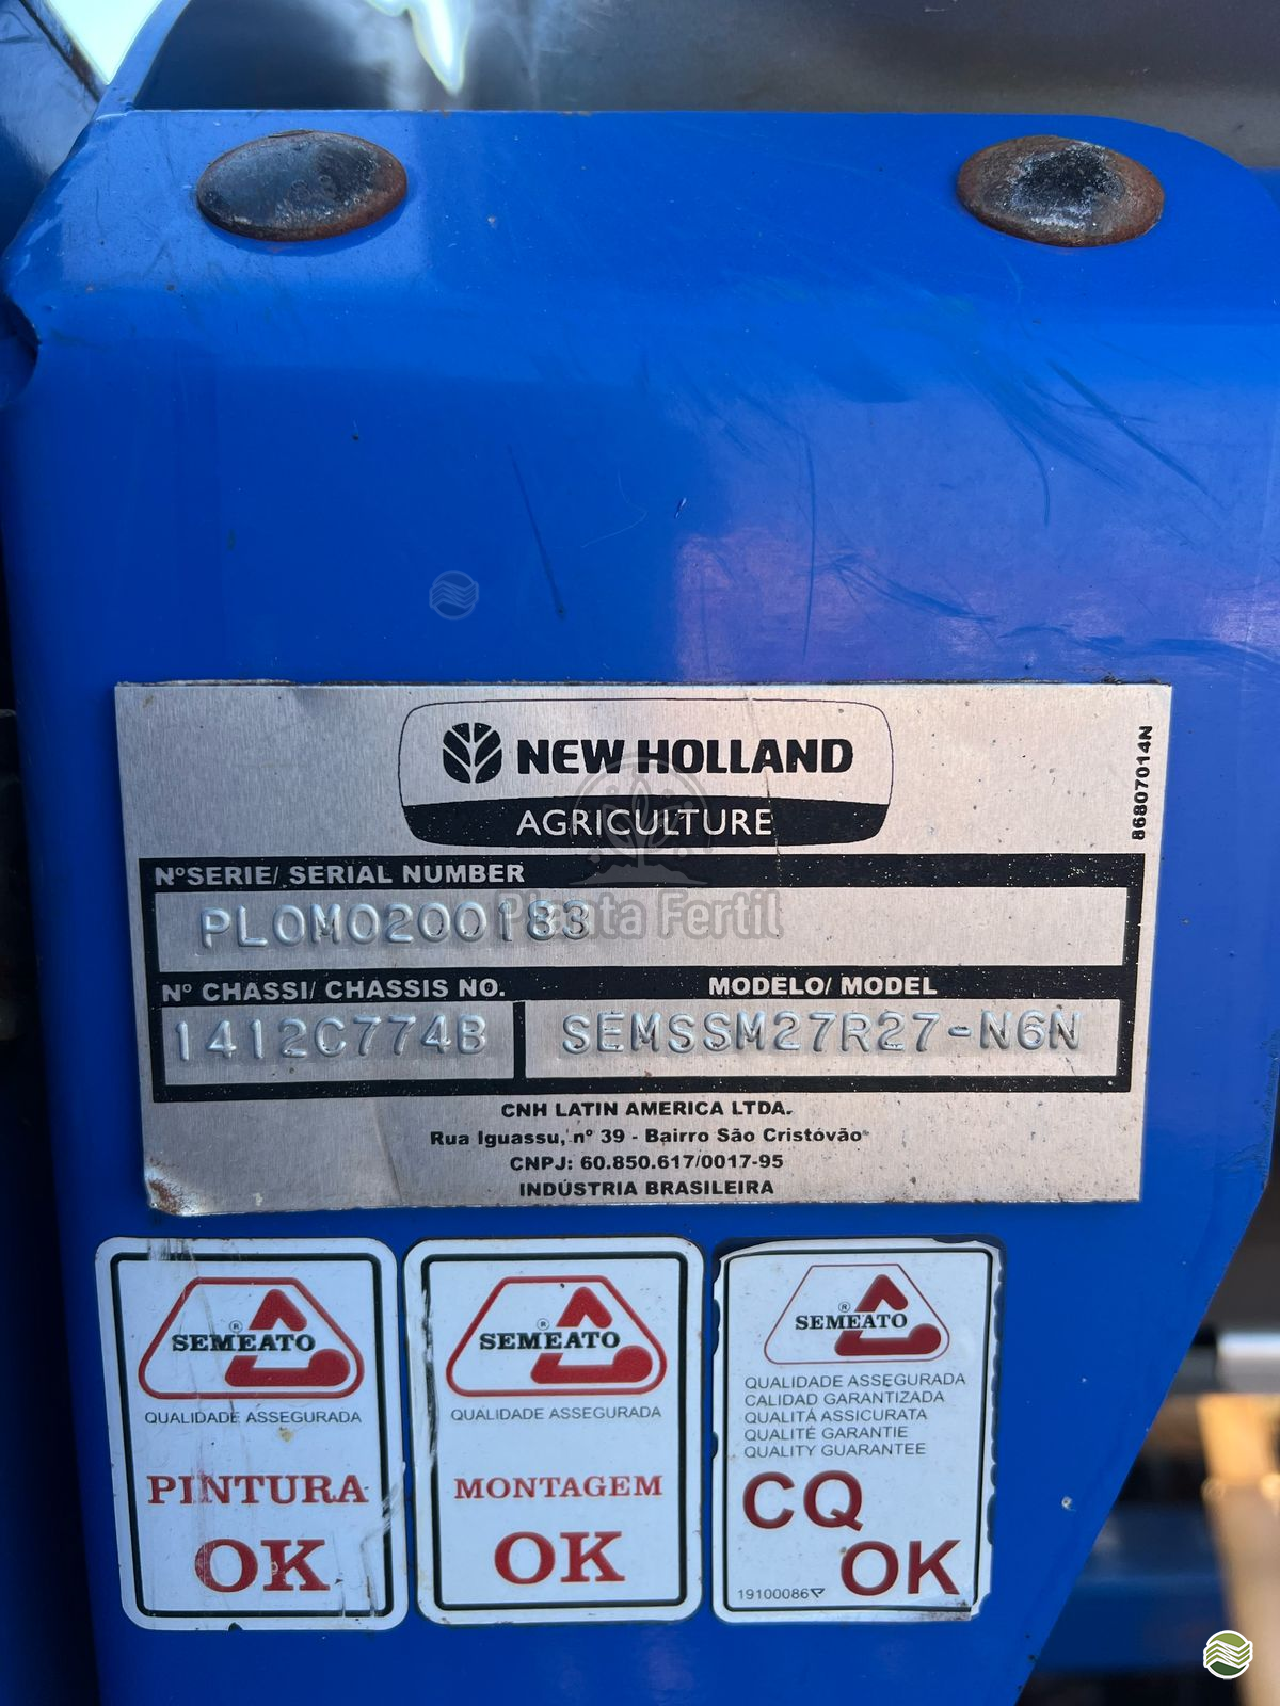 NEW HOLLAND
AGRICULTURE
86807014N
NºSERIE/ SERIAL NUMBER
PLOMO200183
Planta Fertil
Nº CHASSI/ CHASSIS NO.
MODELO/ MODEL
1412C774B
SEMSSM27R27-N6N
CNH LATIN AMERICA LTDA.
Rua Iguassu, nº 39 - Bairro São Cristóvão
CNPJ: 60.850.617/0017-95
INDÚSTRIA BRASILEIRA
SEMEATO ®
QUALIDADE ASSEGURADA
PINTURA
OK
SEMEATO ®
QUALIDADE ASSEGURADA
MONTAGEM
OK
SEMEATO ®
QUALIDADE ASSEGURADA
CALIDAD GARANTIZADA
QUALITÁ ASSICURATA
QUALITÉ GARANTIE
QUALITY GUARANTEE
CQ
OK
19100086